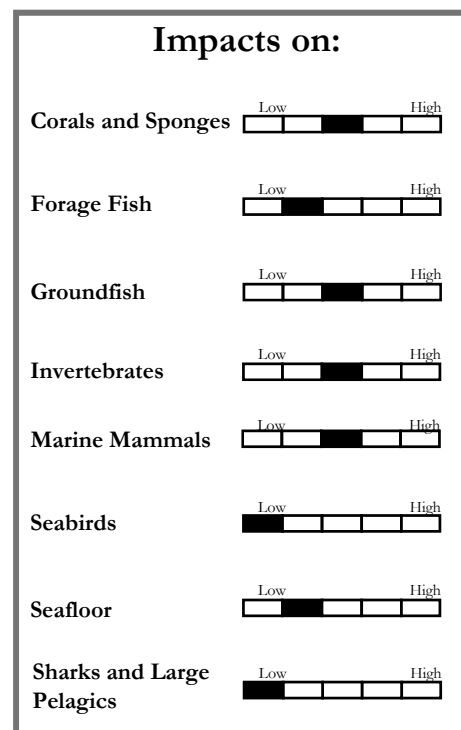 Impacts on:
Low High
Corals and Sponges
Low High
Forage Fish
Low High
Groundfish
Low High
Invertebrates
Low High
Marine Mammals
Low High
Seabirds
Low High
Seafloor
Low High
Sharks and Large
Pelagics